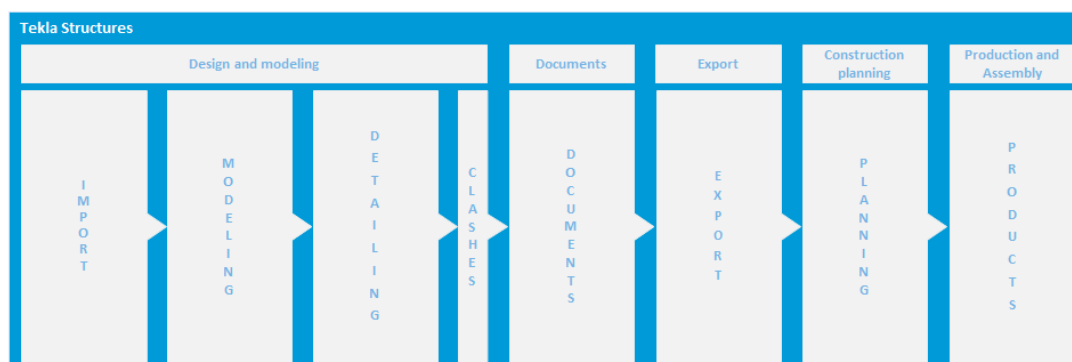 Tekla Structures
Design and modeling
Documents
Export
Construction
planning
Production and
Assembly
IMPORT
MODELING
DETAILING
CLASHES
DOCUMENTS
EXPORT
PLANNING
PRODUCTS